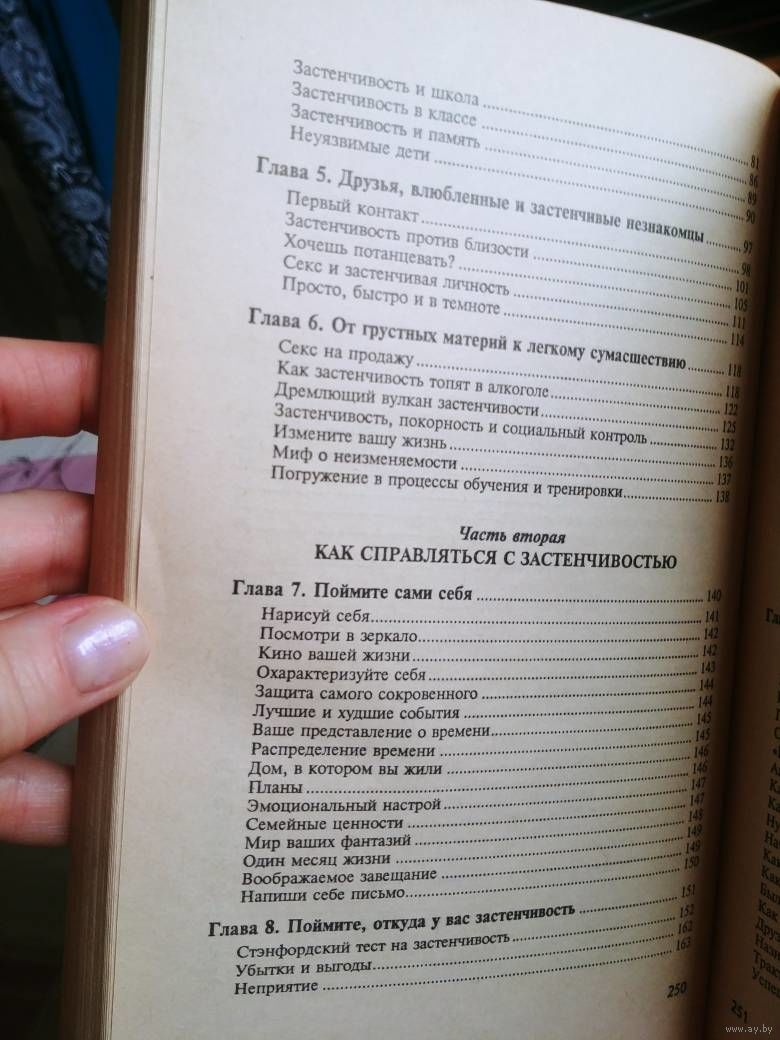 Застенчивость и школа ..... 81
Застенчивость в классе ..... 86
Застенчивость и память ..... 89
Неуязвимые дети ..... 90
Глава 5. Друзья, влюбленные и застенчивые незнакомцы ..... 97
Первый контакт ..... 98
Застенчивость против близости ..... 101
Хочешь потанцевать? ..... 105
Секс и застенчивая личность ..... 111
Просто, быстро и в темноте ..... 114
Глава 6. От грустных материй к легкому сумасшествию ..... 118
Секс на продажу ..... 118
Как застенчивость топят в алкоголе ..... 122
Дремлющий вулкан застенчивости ..... 125
Застенчивость, покорность и социальный контроль ..... 132
Измените вашу жизнь ..... 136
Миф о неизменяемости ..... 137
Погружение в процессы обучения и тренировки ..... 138
Часть вторая
КАК СПРАВЛЯТЬСЯ С ЗАСТЕНЧИВОСТЬЮ
Глава 7. Поймите сами себя ..... 140
Нарисуй себя ..... 141
Посмотри в зеркало ..... 142
Кино вашей жизни ..... 142
Охарактеризуйте себя ..... 143
Защита самого сокровенного ..... 144
Лучшие и худшие события ..... 144
Ваше представление о времени ..... 145
Распределение времени ..... 145
Дом, в котором вы жили ..... 146
Планы ..... 146
Эмоциональный настрой ..... 147
Семейные ценности ..... 147
Мир ваших фантазий ..... 148
Один месяц жизни ..... 149
Воображаемое завещание ..... 149
Напиши себе письмо ..... 150
Глава 8. Поймите, откуда у вас застенчивость ..... 151
Стэнфордский тест на застенчивость ..... 152
Убытки и выгоды ..... 162
Неприятие ..... 163
250
251
www.ay.by